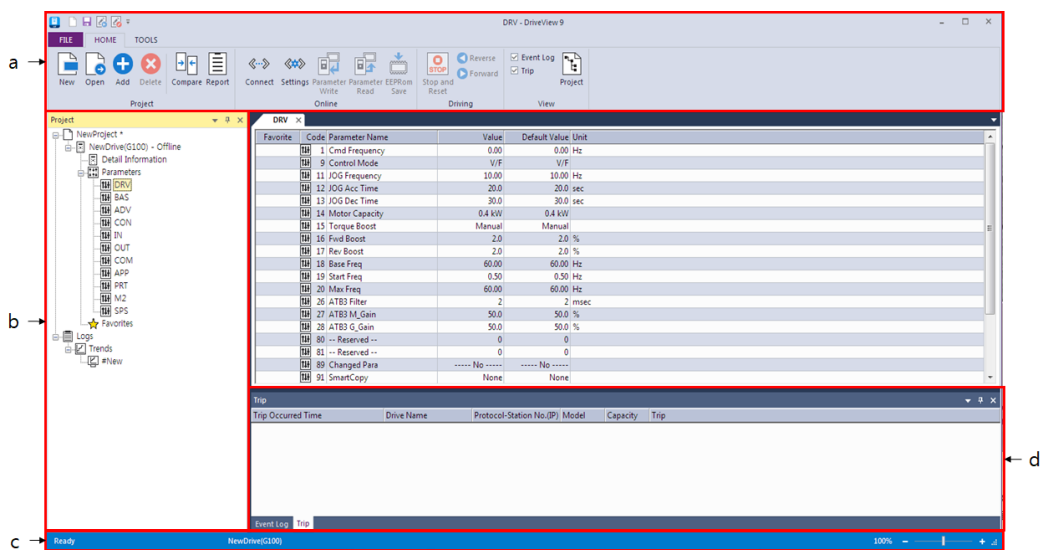 DRV - DriveView 9
FILE HOME TOOLS
New Open Add Delete Compare Report
Project
Connect Settings Parameter Write Parameter Read EEPRom Save
Online
Stop and Reset Reverse Forward
STOP
Driving
Event Log
Trip
Project
View
a
Project
NewProject *
NewDrive(G100) - Offline
Detail Information
Parameters
DRV
BAS
ADV
CON
IN
OUT
COM
APP
PRT
M2
SPS
Favorites
Logs
Trends
#New
b
DRV
Favorite Code Parameter Name Value Default Value Unit
1 Cmd Frequency 0.00 0.00 Hz
9 Control Mode V/F V/F
11 JOG Frequency 10.00 10.00 Hz
12 JOG Acc Time 20.0 20.0 sec
13 JOG Dec Time 30.0 30.0 sec
14 Motor Capacity 0.4 kW 0.4 kW
15 Torque Boost Manual Manual
16 Fwd Boost 2.0 2.0 %
17 Rev Boost 2.0 2.0 %
18 Base Freq 60.00 60.00 Hz
19 Start Freq 0.50 0.50 Hz
20 Max Freq 60.00 60.00 Hz
26 ATB3 Filter 2 2 msec
27 ATB3 M_Gain 50.0 50.0 %
28 ATB3 G_Gain 50.0 50.0 %
80 -- Reserved -- 0 0
81 -- Reserved -- 0 0
89 Changed Para ----- No ----- ----- No -----
91 SmartCopy None None
Trip
Trip Occurred Time Drive Name Protocol-Station No.(IP) Model Capacity Trip
d
Event Log Trip
c
Ready NewDrive(G100) 100%